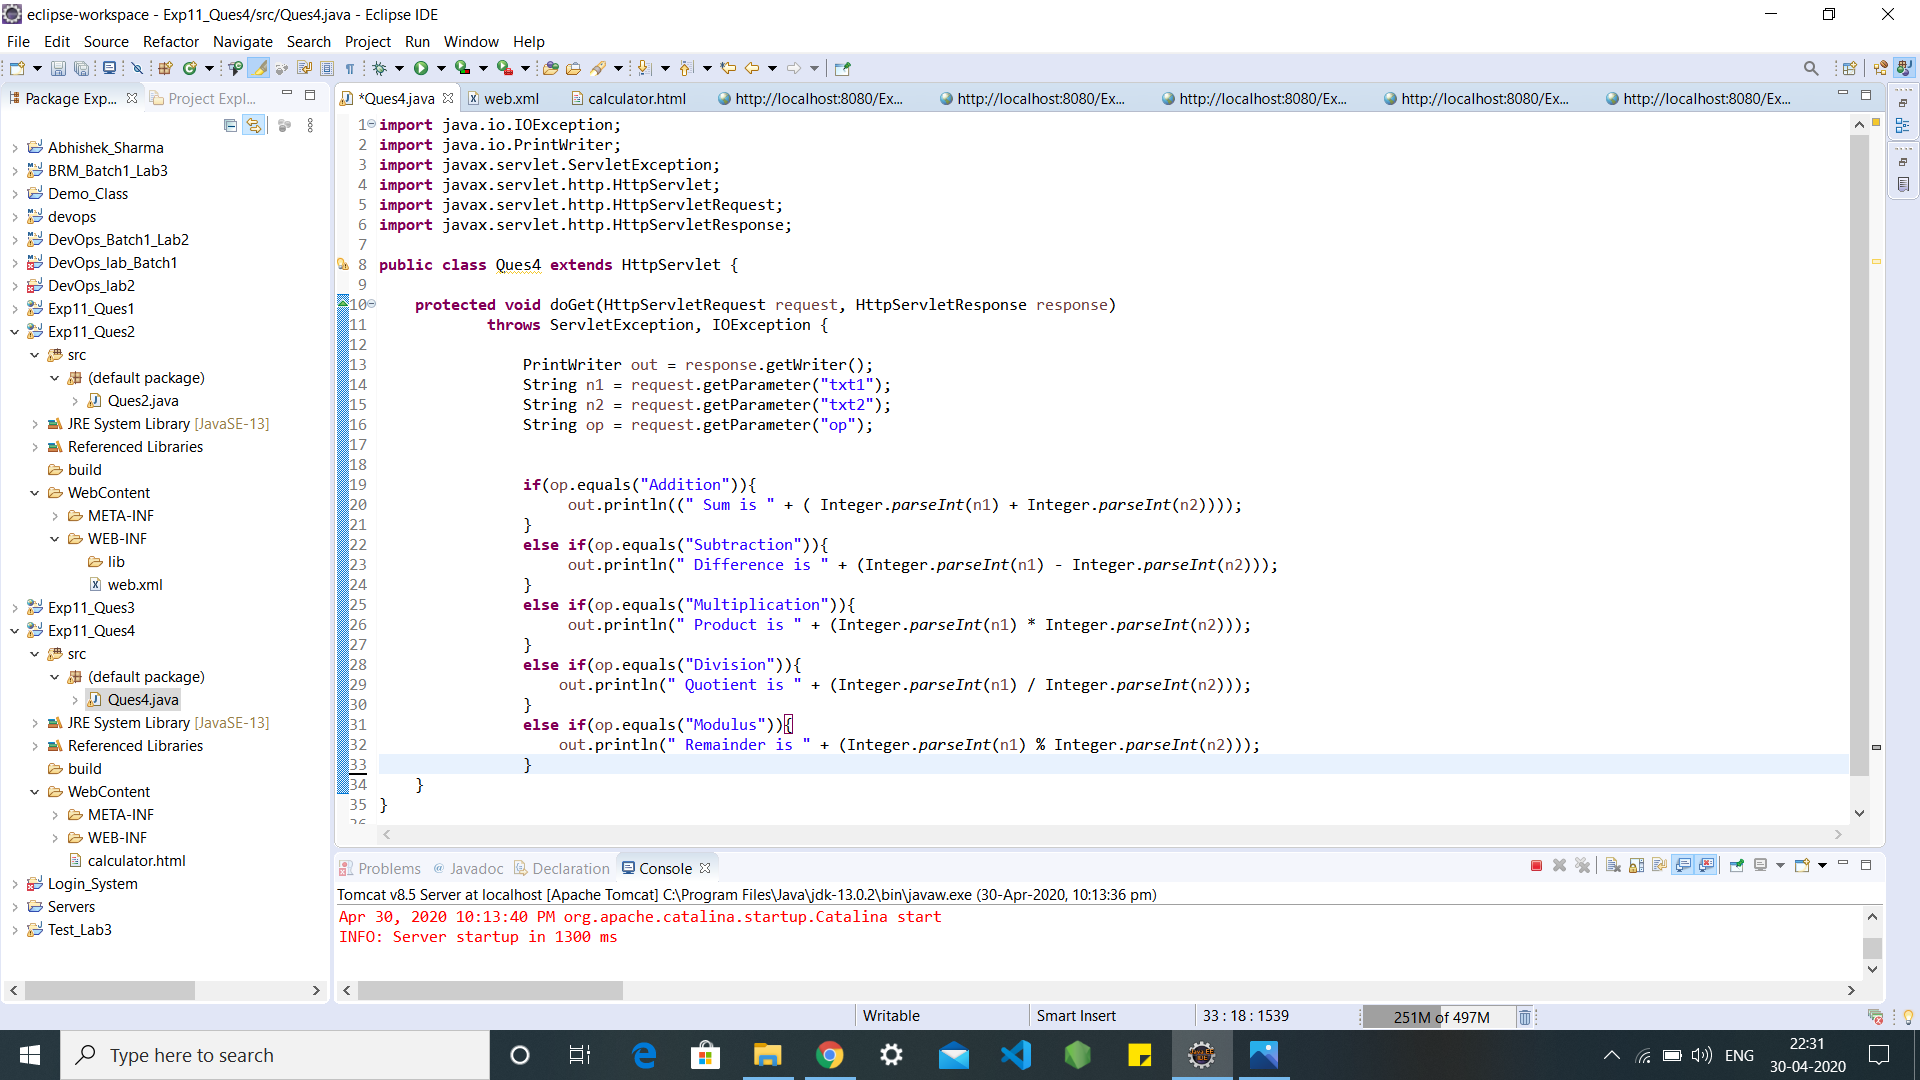 eclipse-workspace - Exp11_Ques4/src/Ques4.java - Eclipse IDE
File Edit Source Refactor Navigate Search Project Run Window Help
Package Exp... Project Expl...
Abhishek_Sharma
BRM_Batch1_Lab3
Demo_Class
devops
DevOps_Batch1_Lab2
DevOps_lab_Batch1
DevOps_lab2
Exp11_Ques1
Exp11_Ques2
src
(default package)
Ques2.java
JRE System Library [JavaSE-13]
Referenced Libraries
build
WebContent
META-INF
WEB-INF
lib
web.xml
Exp11_Ques3
Exp11_Ques4
src
(default package)
Ques4.java
JRE System Library [JavaSE-13]
Referenced Libraries
build
WebContent
META-INF
WEB-INF
calculator.html
Login_System
Servers
Test_Lab3
*Ques4.java web.xml calculator.html http://localhost:8080/Ex... http://localhost:8080/Ex... http://localhost:8080/Ex... http://localhost:8080/Ex... http://localhost:8080/Ex...
1 import java.io.IOException;
2 import java.io.PrintWriter;
3 import javax.servlet.ServletException;
4 import javax.servlet.http.HttpServlet;
5 import javax.servlet.http.HttpServletRequest;
6 import javax.servlet.http.HttpServletResponse;
7
8 public class Ques4 extends HttpServlet {
9
10 protected void doGet(HttpServletRequest request, HttpServletResponse response)
11 throws ServletException, IOException {
12
13 PrintWriter out = response.getWriter();
14 String n1 = request.getParameter("txt1");
15 String n2 = request.getParameter("txt2");
16 String op = request.getParameter("op");
17
18
19 if(op.equals("Addition")){
20 out.println((" Sum is " + ( Integer.parseInt(n1) + Integer.parseInt(n2))));
21 }
22 else if(op.equals("Subtraction")){
23 out.println(" Difference is " + (Integer.parseInt(n1) - Integer.parseInt(n2)));
24 }
25 else if(op.equals("Multiplication")){
26 out.println(" Product is " + (Integer.parseInt(n1) * Integer.parseInt(n2)));
27 }
28 else if(op.equals("Division")){
29 out.println(" Quotient is " + (Integer.parseInt(n1) / Integer.parseInt(n2)));
30 }
31 else if(op.equals("Modulus")){
32 out.println(" Remainder is " + (Integer.parseInt(n1) % Integer.parseInt(n2)));
33 }
34 }
35 }
36
Problems Javadoc Declaration Console
Tomcat v8.5 Server at localhost [Apache Tomcat] C:\Program Files\Java\jdk-13.0.2\bin\javaw.exe (30-Apr-2020, 10:13:36 pm)
Apr 30, 2020 10:13:40 PM org.apache.catalina.startup.Catalina start
INFO: Server startup in 1300 ms
Writable Smart Insert 33 : 18 : 1539 251M of 497M
Type here to search
ENG
22:31
30-04-2020